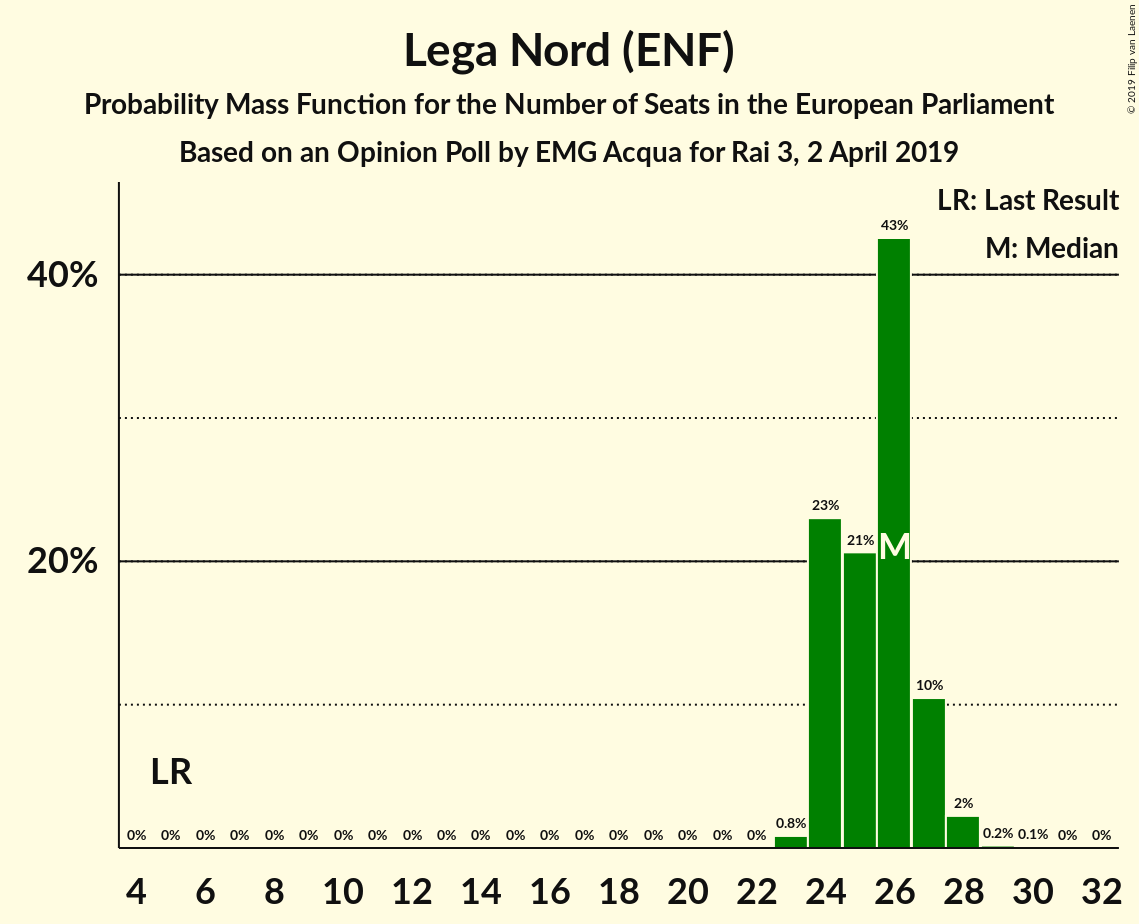 Lega Nord (ENF)
Probability Mass Function for the Number of Seats in the European Parliament
Based on an Opinion Poll by EMG Acqua for Rai 3, 2 April 2019
© 2019 Filip van Laenen
LR: Last Result
M: Median
43%
40%
23%
21%
M
20%
10%
LR
2%
0% 0% 0% 0% 0% 0% 0% 0% 0% 0% 0% 0% 0% 0% 0% 0% 0% 0% 0% 0.8% 0.2% 0.1% 0% 0%
4 6 8 10 12 14 16 18 20 22 24 26 28 30 32